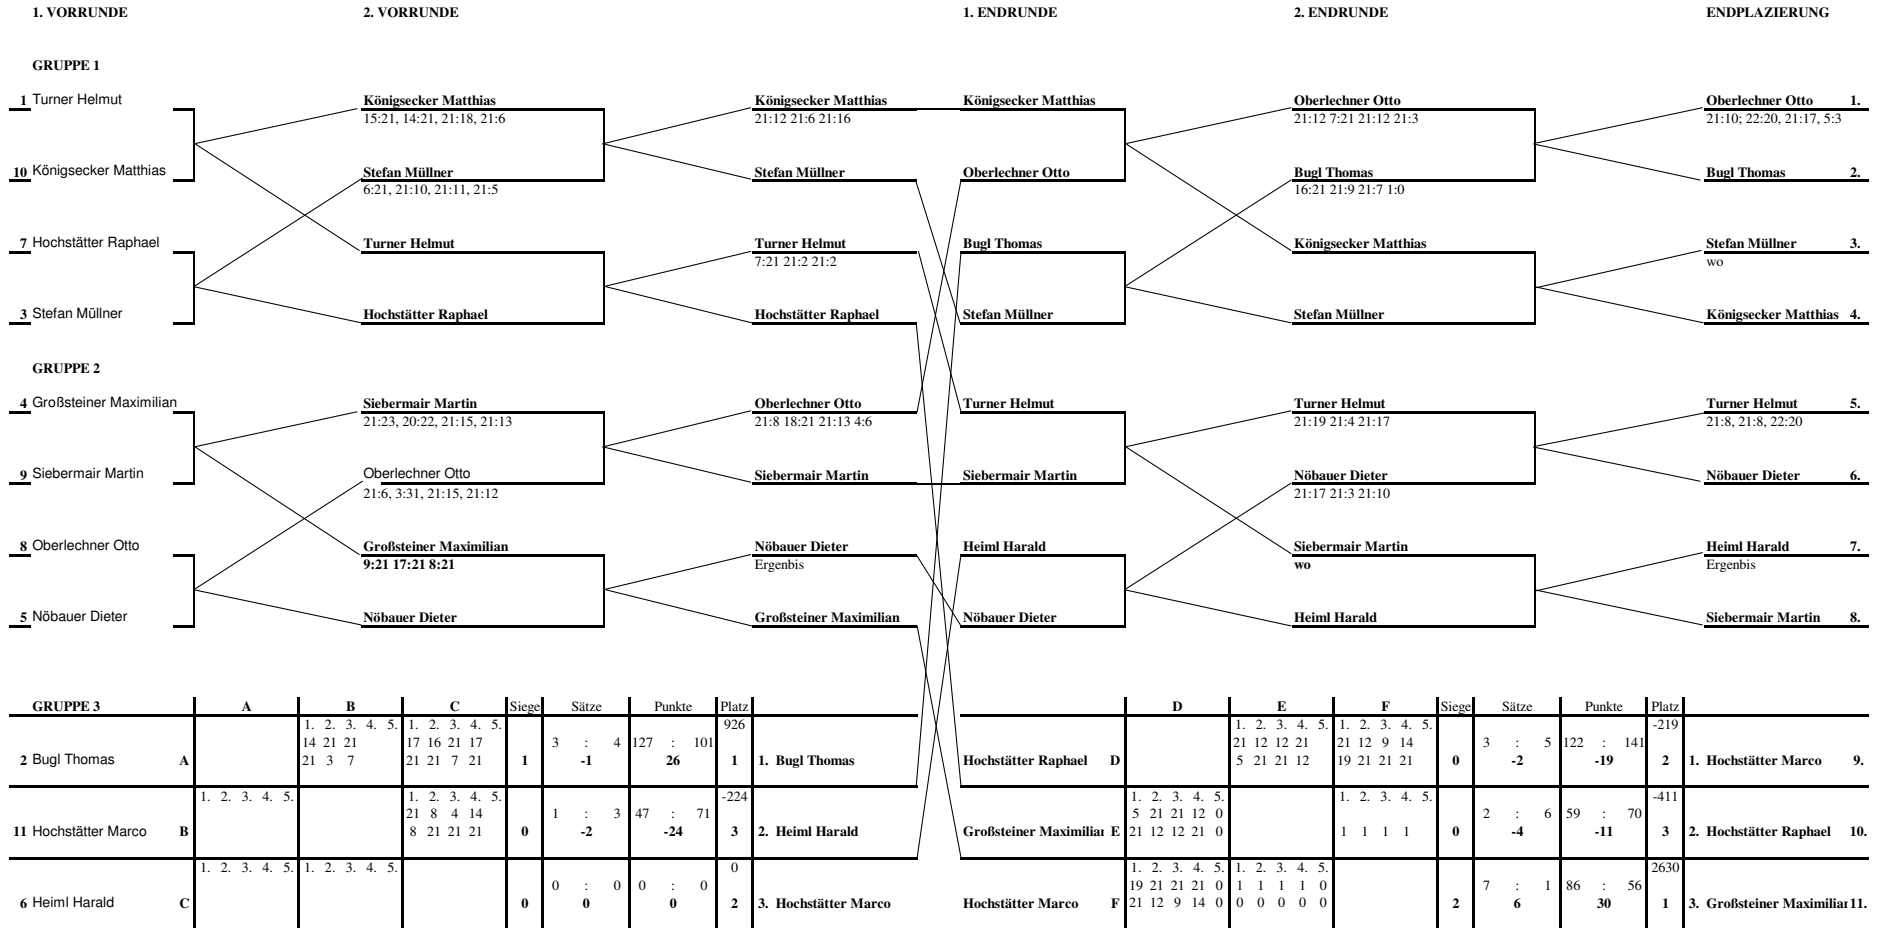 1. VORRUNDE 2. VORRUNDE 1. ENDRUNDE 2. ENDRUNDE ENDPLAZIERUNG
GRUPPE 1
1 Turner Helmut Königsecker Matthias Königsecker Matthias Königsecker Matthias Oberlechner Otto Oberlechner Otto 1.
15:21, 14:21, 21:18, 21:6 21:12 21:6 21:16 21:12 7:21 21:12 21:3 21:10; 22:20, 21:17, 5:3
10 Königsecker Matthias Stefan Müllner Stefan Müllner Oberlechner Otto Bugl Thomas Bugl Thomas 2.
6:21, 21:10, 21:11, 21:5 16:21 21:9 21:7 1:0
7 Hochstätter Raphael Turner Helmut Turner Helmut Bugl Thomas Königsecker Matthias Stefan Müllner 3.
7:21 21:2 21:2 wo
3 Stefan Müllner Hochstätter Raphael Hochstätter Raphael Stefan Müllner Stefan Müllner Königsecker Matthias 4.
GRUPPE 2
4 Großsteiner Maximilian Siebermair Martin Oberlechner Otto Turner Helmut Turner Helmut Turner Helmut 5.
21:23, 20:22, 21:15, 21:13 21:8 18:21 21:13 4:6 21:19 21:4 21:17 21:8, 21:8, 22:20
9 Siebermair Martin Oberlechner Otto Siebermair Martin Siebermair Martin Nöbauer Dieter Nöbauer Dieter 6.
21:6, 3:31, 21:15, 21:12 21:17 21:3 21:10
8 Oberlechner Otto Großsteiner Maximilian Nöbauer Dieter Heiml Harald Siebermair Martin Heiml Harald 7.
9:21 17:21 8:21 Ergenbis wo Ergenbis
5 Nöbauer Dieter Nöbauer Dieter Großsteiner Maximilian Nöbauer Dieter Heiml Harald Siebermair Martin 8.
GRUPPE 3 A B C Siege Sätze Punkte Platz D E F Siege Sätze Punkte Platz
1. 2. 3. 4. 5. 1. 2. 3. 4. 5. 926 1. 2. 3. 4. 5. 1. 2. 3. 4. 5. -219
14 21 21 17 16 21 17 3 : 4 127 : 101 21 12 12 21 21 12 9 14 3 : 5 122 : 141
2 Bugl Thomas A 21 3 7 21 21 7 21 1 -1 26 1 1. Bugl Thomas Hochstätter Raphael D 5 21 21 12 19 21 21 21 0 -2 -19 2 1. Hochstätter Marco 9.
1. 2. 3. 4. 5. 1. 2. 3. 4. 5. -224 1. 2. 3. 4. 5. 1. 2. 3. 4. 5. -411
21 8 4 14 1 : 3 47 : 71 5 21 21 12 0 2 : 6 59 : 70
11 Hochstätter Marco B 8 21 21 21 0 -2 -24 3 2. Heiml Harald Großsteiner Maximilian E 21 12 12 21 0 1 1 1 1 0 -4 -11 3 2. Hochstätter Raphael 10.
1. 2. 3. 4. 5. 1. 2. 3. 4. 5. 0 1. 2. 3. 4. 5. 1. 2. 3. 4. 5. 2630
0 : 0 0 : 0 19 21 21 21 0 1 1 1 1 0 7 : 1 86 : 56
6 Heiml Harald C 0 0 0 2 3. Hochstätter Marco Hochstätter Marco F 21 12 9 14 0 0 0 0 0 0 2 6 30 1 3. Großsteiner Maximilian 11.